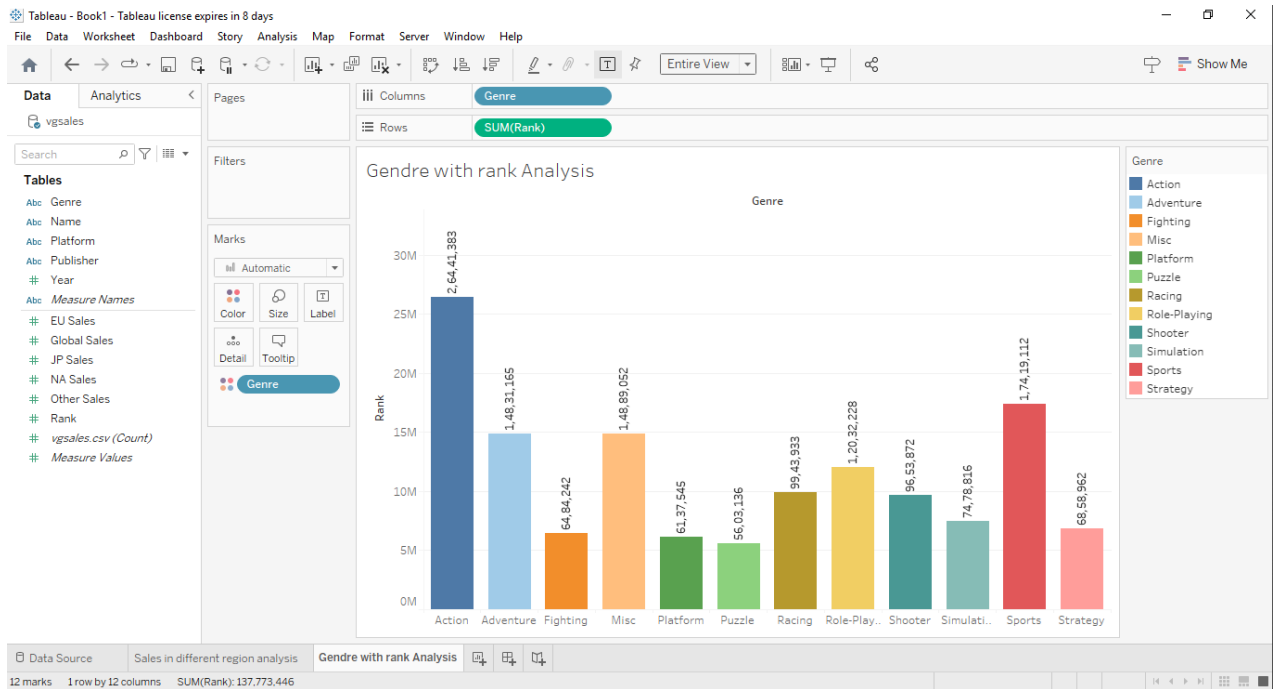 Tableau - Book1 - Tableau license expires in 8 days
File Data Worksheet Dashboard Story Analysis Map Format Server Window Help
Entire View
Show Me
Data Analytics
vgsales
Search
Tables
Abc Genre
Abc Name
Abc Platform
Abc Publisher
# Year
Abc Measure Names
# EU Sales
# Global Sales
# JP Sales
# NA Sales
# Other Sales
# Rank
# vgsales.csv (Count)
# Measure Values
Pages
Filters
Marks
Automatic
Color Size Label
Detail Tooltip
Genre
Columns Genre
Rows SUM(Rank)
Gendre with rank Analysis
Genre
Rank
30M
25M
20M
15M
10M
5M
0M
2,64,41,383
1,48,31,165
64,84,242
1,48,89,052
61,37,545
56,03,136
99,43,933
1,20,32,228
96,53,872
74,78,816
1,74,19,112
68,58,962
Action Adventure Fighting Misc Platform Puzzle Racing Role-Play.. Shooter Simulati.. Sports Strategy
Genre
Action
Adventure
Fighting
Misc
Platform
Puzzle
Racing
Role-Playing
Shooter
Simulation
Sports
Strategy
Data Source Sales in different region analysis Gendre with rank Analysis
12 marks 1 row by 12 columns SUM(Rank): 137,773,446